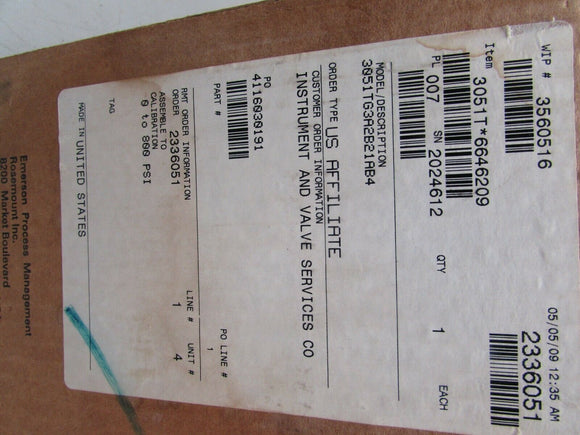 WIP # 3560516
05/05/09 12:35 AM
2336051
Item 3051T*6646209
PL 007 SN 2024612 QTY 1 EACH
MODEL/DESCRIPTION
3051TG3A2B21AB4
ORDER TYPE US AFFILIATE
CUSTOMER ORDER INFORMATION
INSTRUMENT AND VALVE SERVICES CO
PO
4116030191
PO LINE #
1
PART #
RMT ORDER INFORMATION
ORDER 2336051
LINE # 1
UNIT # 4
ASSEMBLE TO
CALIBRATION
0 to 800 PSI
TAG
MADE IN UNITED STATES
Emerson Process Management
Rosemount Inc.
8200 Market Boulevard